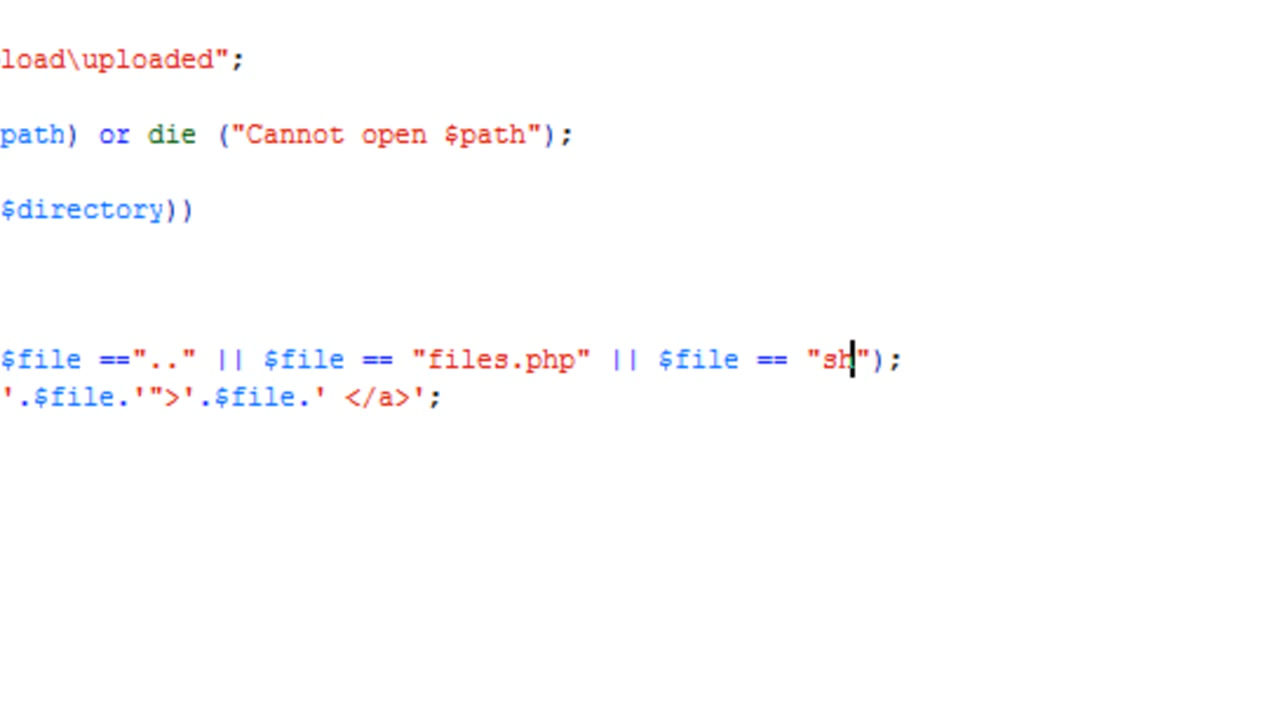 load\uploaded";
path) or die ("Cannot open $path");
$directory))
$file ==".." || $file == "files.php" || $file == "sh");
'.$file.'">'.$file.' </a>';